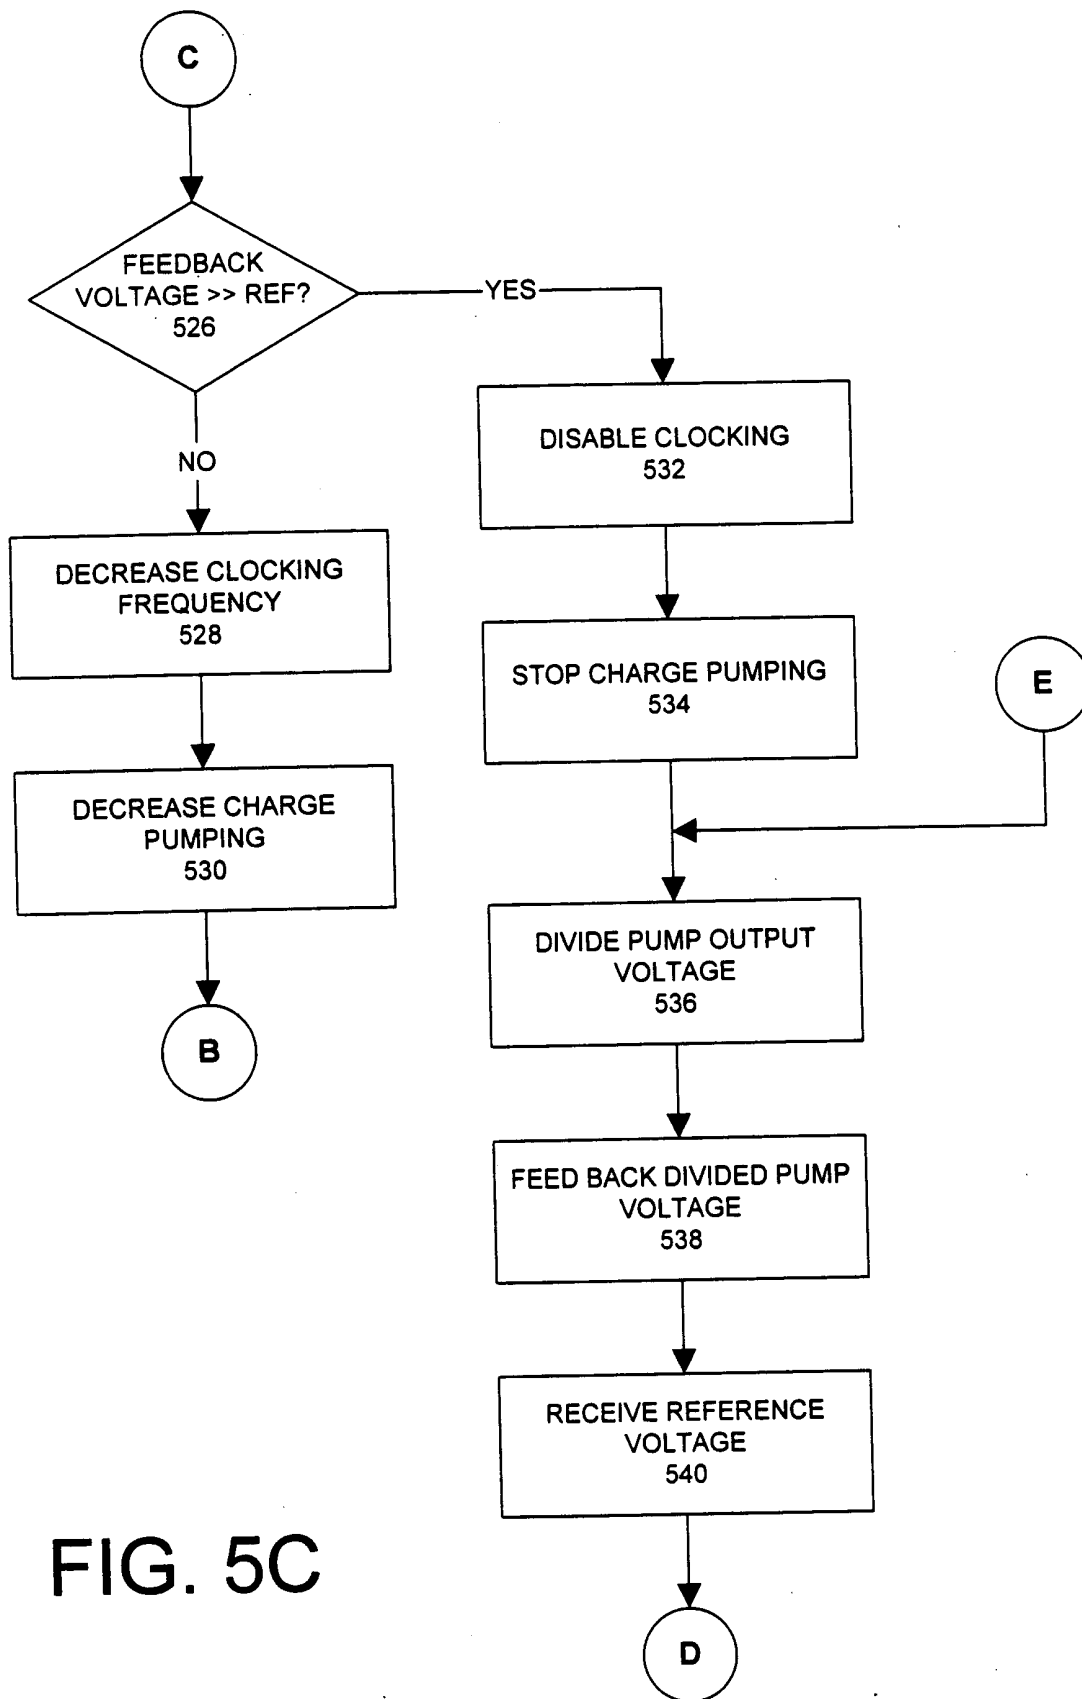 C
FEEDBACK
VOLTAGE >> REF?
526
YES
NO
DISABLE CLOCKING
532
DECREASE CLOCKING
FREQUENCY
528
STOP CHARGE PUMPING
534
E
DECREASE CHARGE
PUMPING
530
DIVIDE PUMP OUTPUT
VOLTAGE
536
B
FEED BACK DIVIDED PUMP
VOLTAGE
538
RECEIVE REFERENCE
VOLTAGE
540
FIG. 5C
D